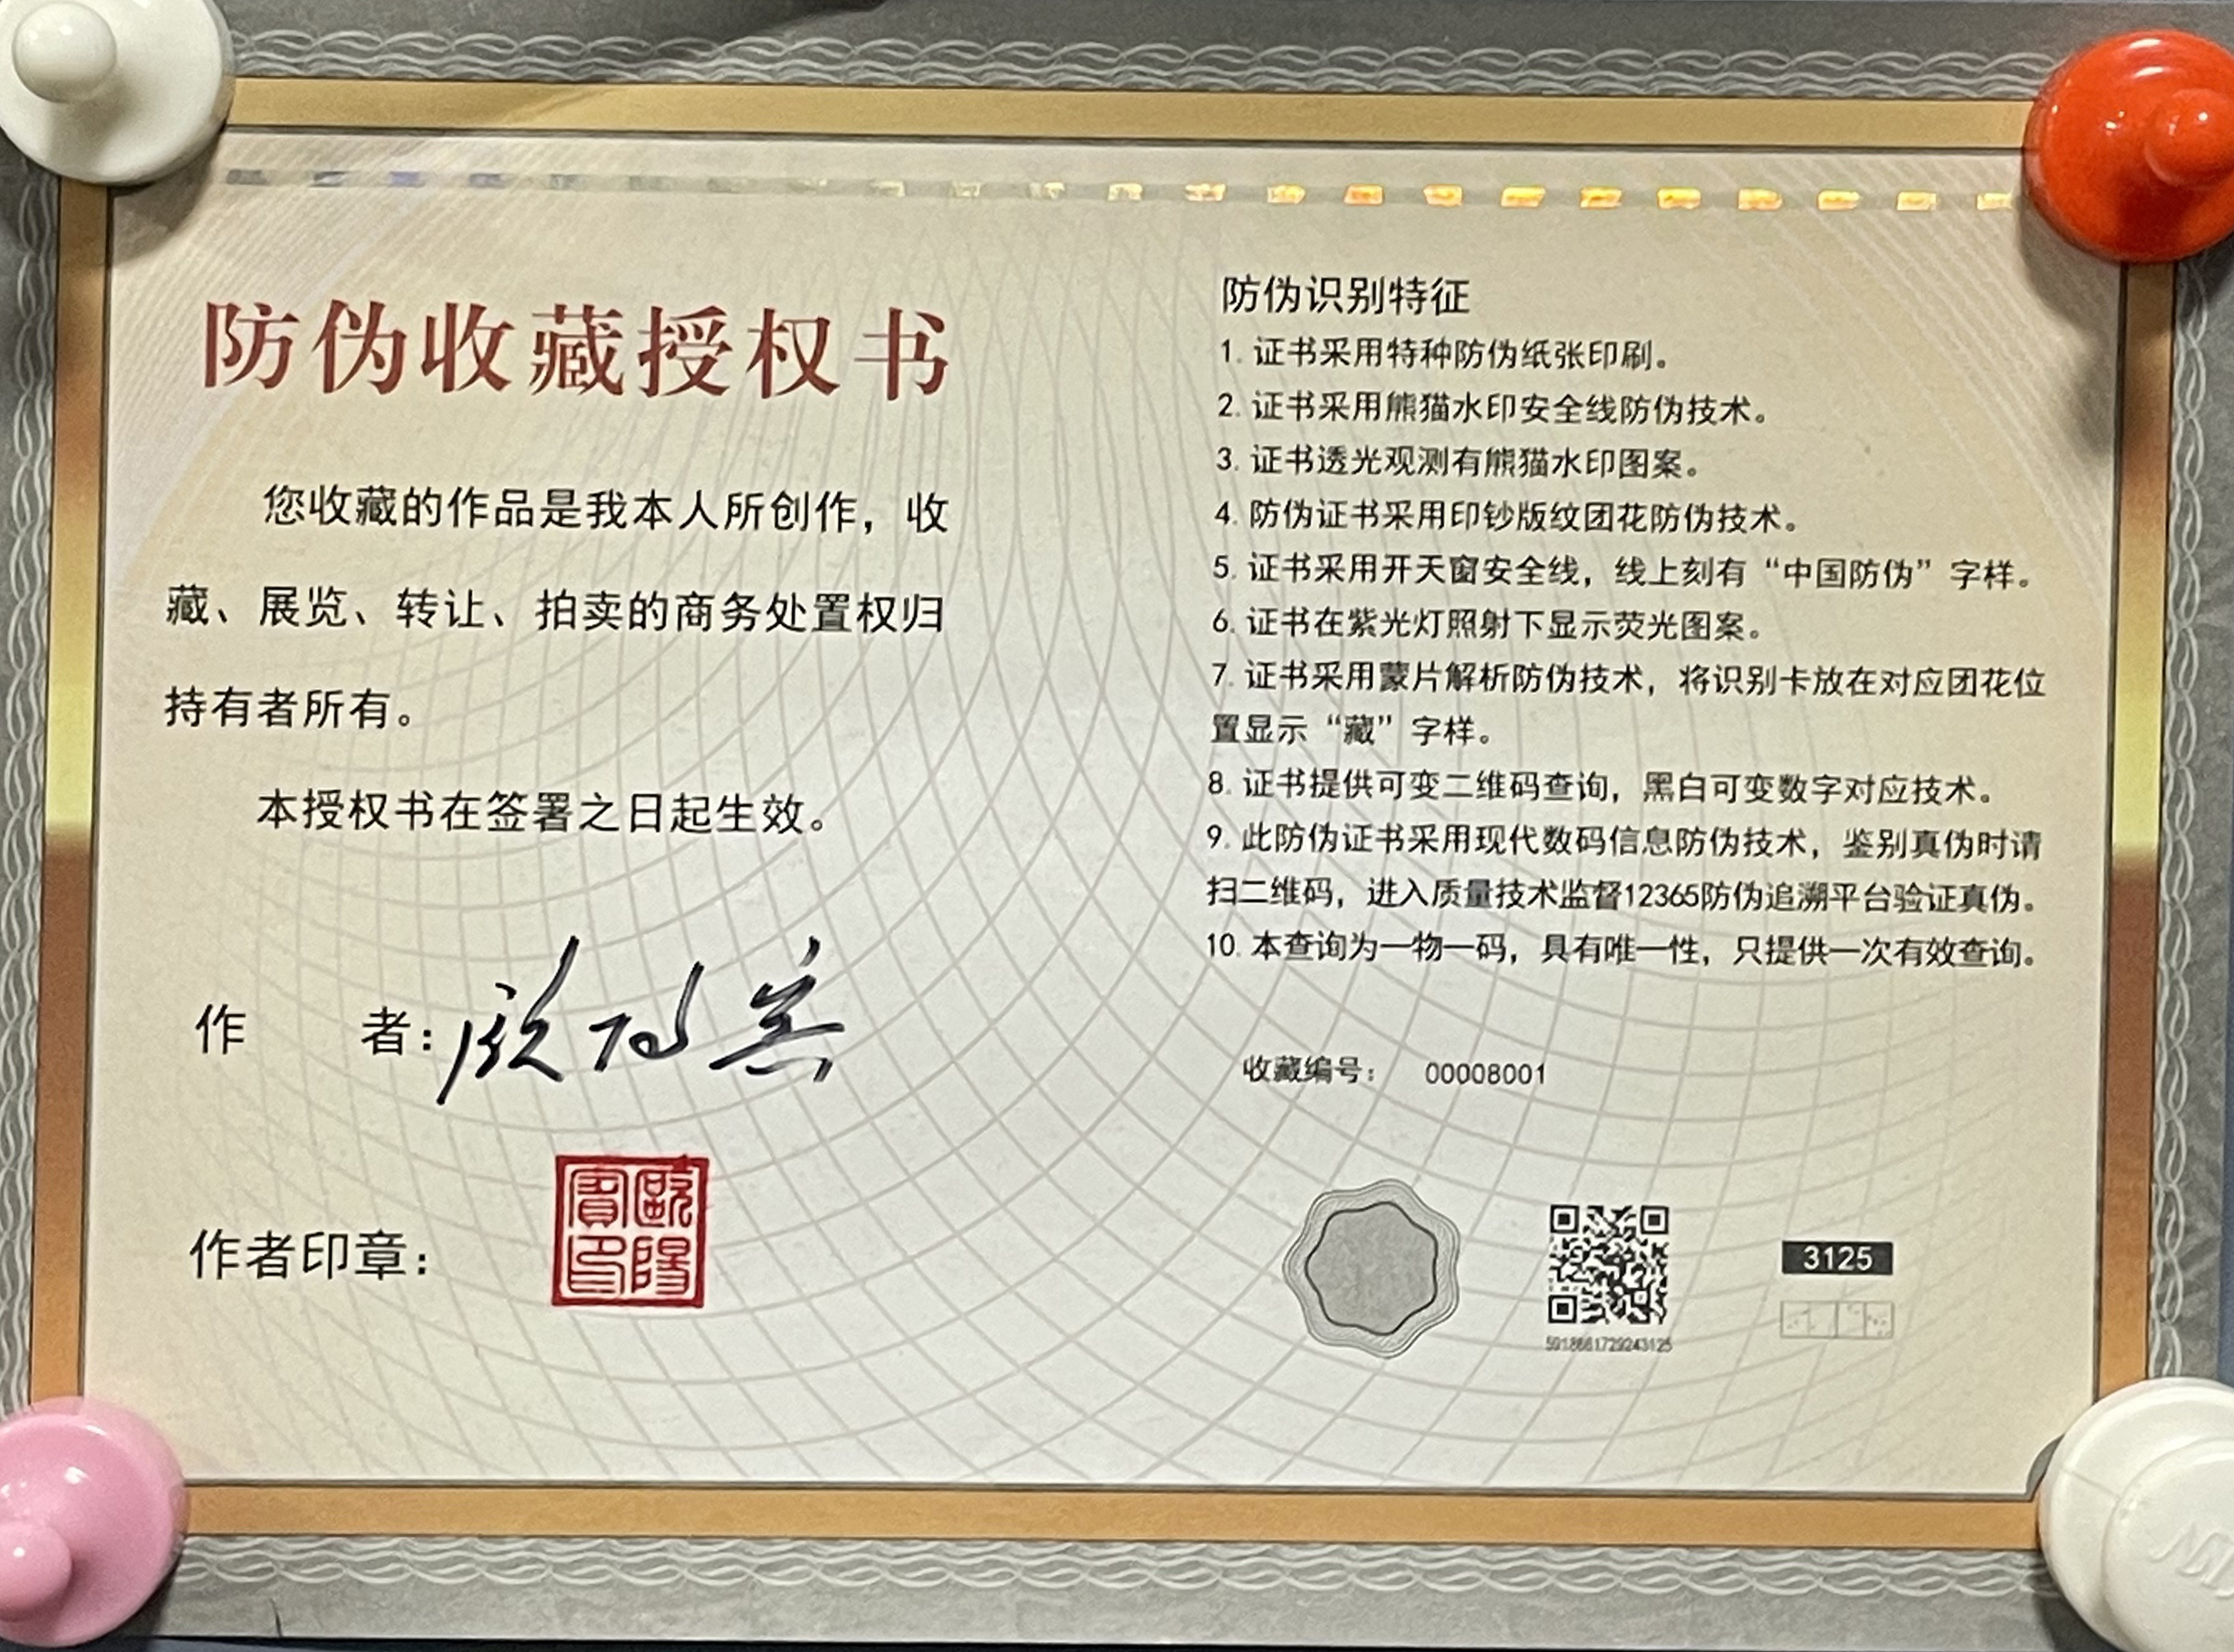 防伪收藏授权书
您收藏的作品是我本人所创作，收
藏、展览、转让、拍卖的商务处置权归
持有者所有。
本授权书在签署之日起生效。
作 者：
作者印章：
歐陽
賓印
防伪识别特征
1. 证书采用特种防伪纸张印刷。
2. 证书采用熊猫水印安全线防伪技术。
3. 证书透光观测有熊猫水印图案。
4. 防伪证书采用印钞版纹团花防伪技术。
5. 证书采用开天窗安全线，线上刻有“中国防伪”字样。
6. 证书在紫光灯照射下显示荧光图案。
7. 证书采用蒙片解析防伪技术，将识别卡放在对应团花位
置显示“藏”字样。
8. 证书提供可变二维码查询，黑白可变数字对应技术。
9. 此防伪证书采用现代数码信息防伪技术，鉴别真伪时请
扫二维码，进入质量技术监督12365防伪追溯平台验证真伪。
10. 本查询为一物一码，具有唯一性，只提供一次有效查询。
收藏编号： 00008001
3125